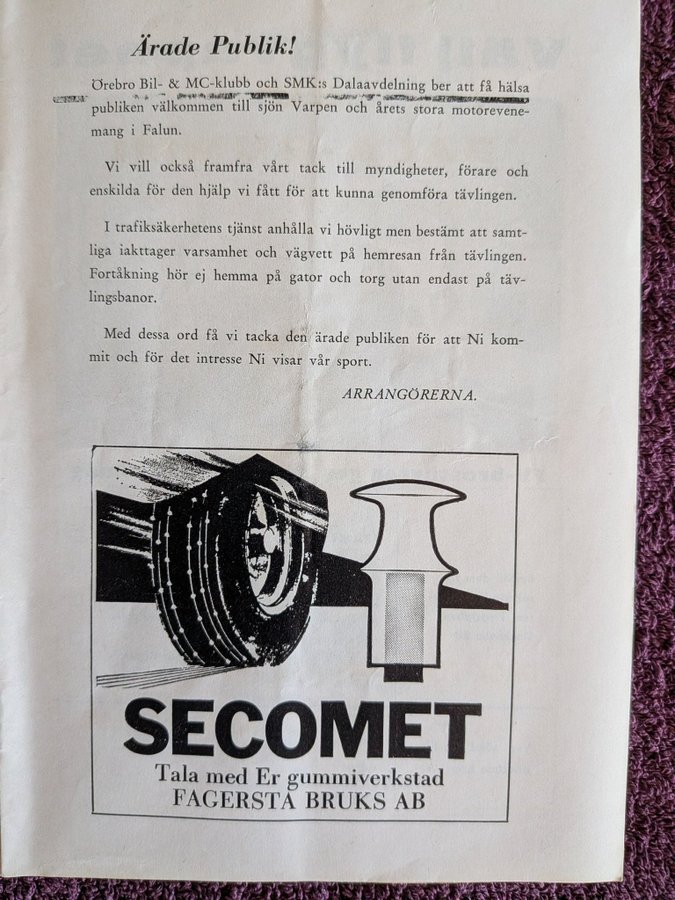 Ärade Publik!
Örebro Bil- & MC-klubb och SMK:s Dalaavdelning ber att få hälsa
publiken välkommen till sjön Varpen och årets stora motorevene-
mang i Falun.
Vi vill också framfra vårt tack till myndigheter, förare och
enskilda för den hjälp vi fått för att kunna genomföra tävlingen.
I trafiksäkerhetens tjänst anhålla vi hövligt men bestämt att samt-
liga iakttager varsamhet och vägvett på hemresan från tävlingen.
Fortåkning hör ej hemma på gator och torg utan endast på täv-
lingsbanor.
Med dessa ord få vi tacka den ärade publiken för att Ni kom-
mit och för det intresse Ni visar vår sport.
ARRANGÖRERNA.
SECOMET
Tala med Er gummiverkstad
FAGERSTA BRUKS AB